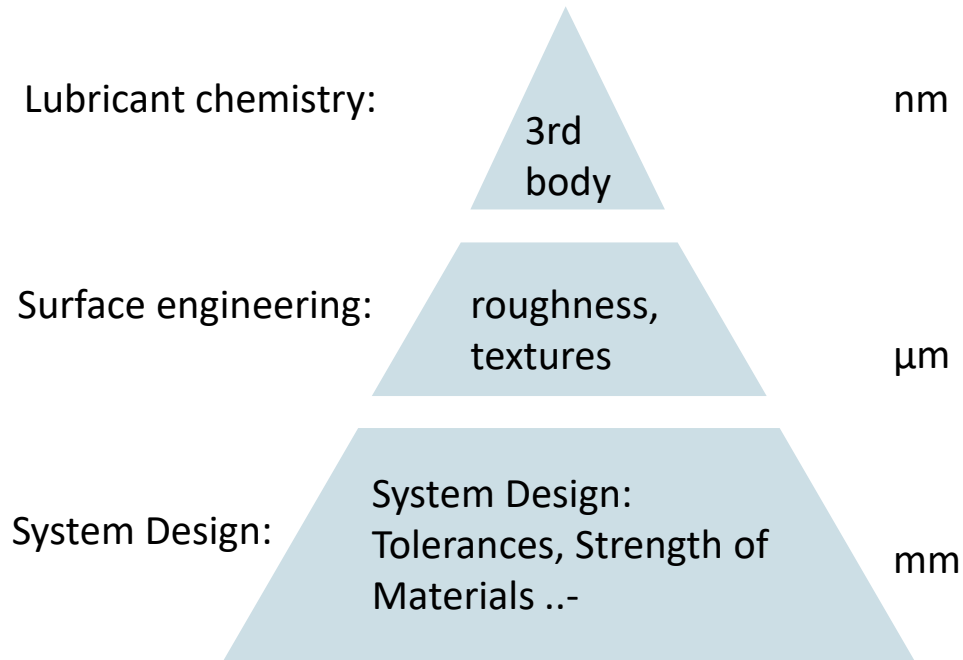 Lubricant chemistry:
nm
3rd
body
Surface engineering:
roughness,
textures
µm
System Design:
System Design:
Tolerances, Strength of
Materials ..-
mm